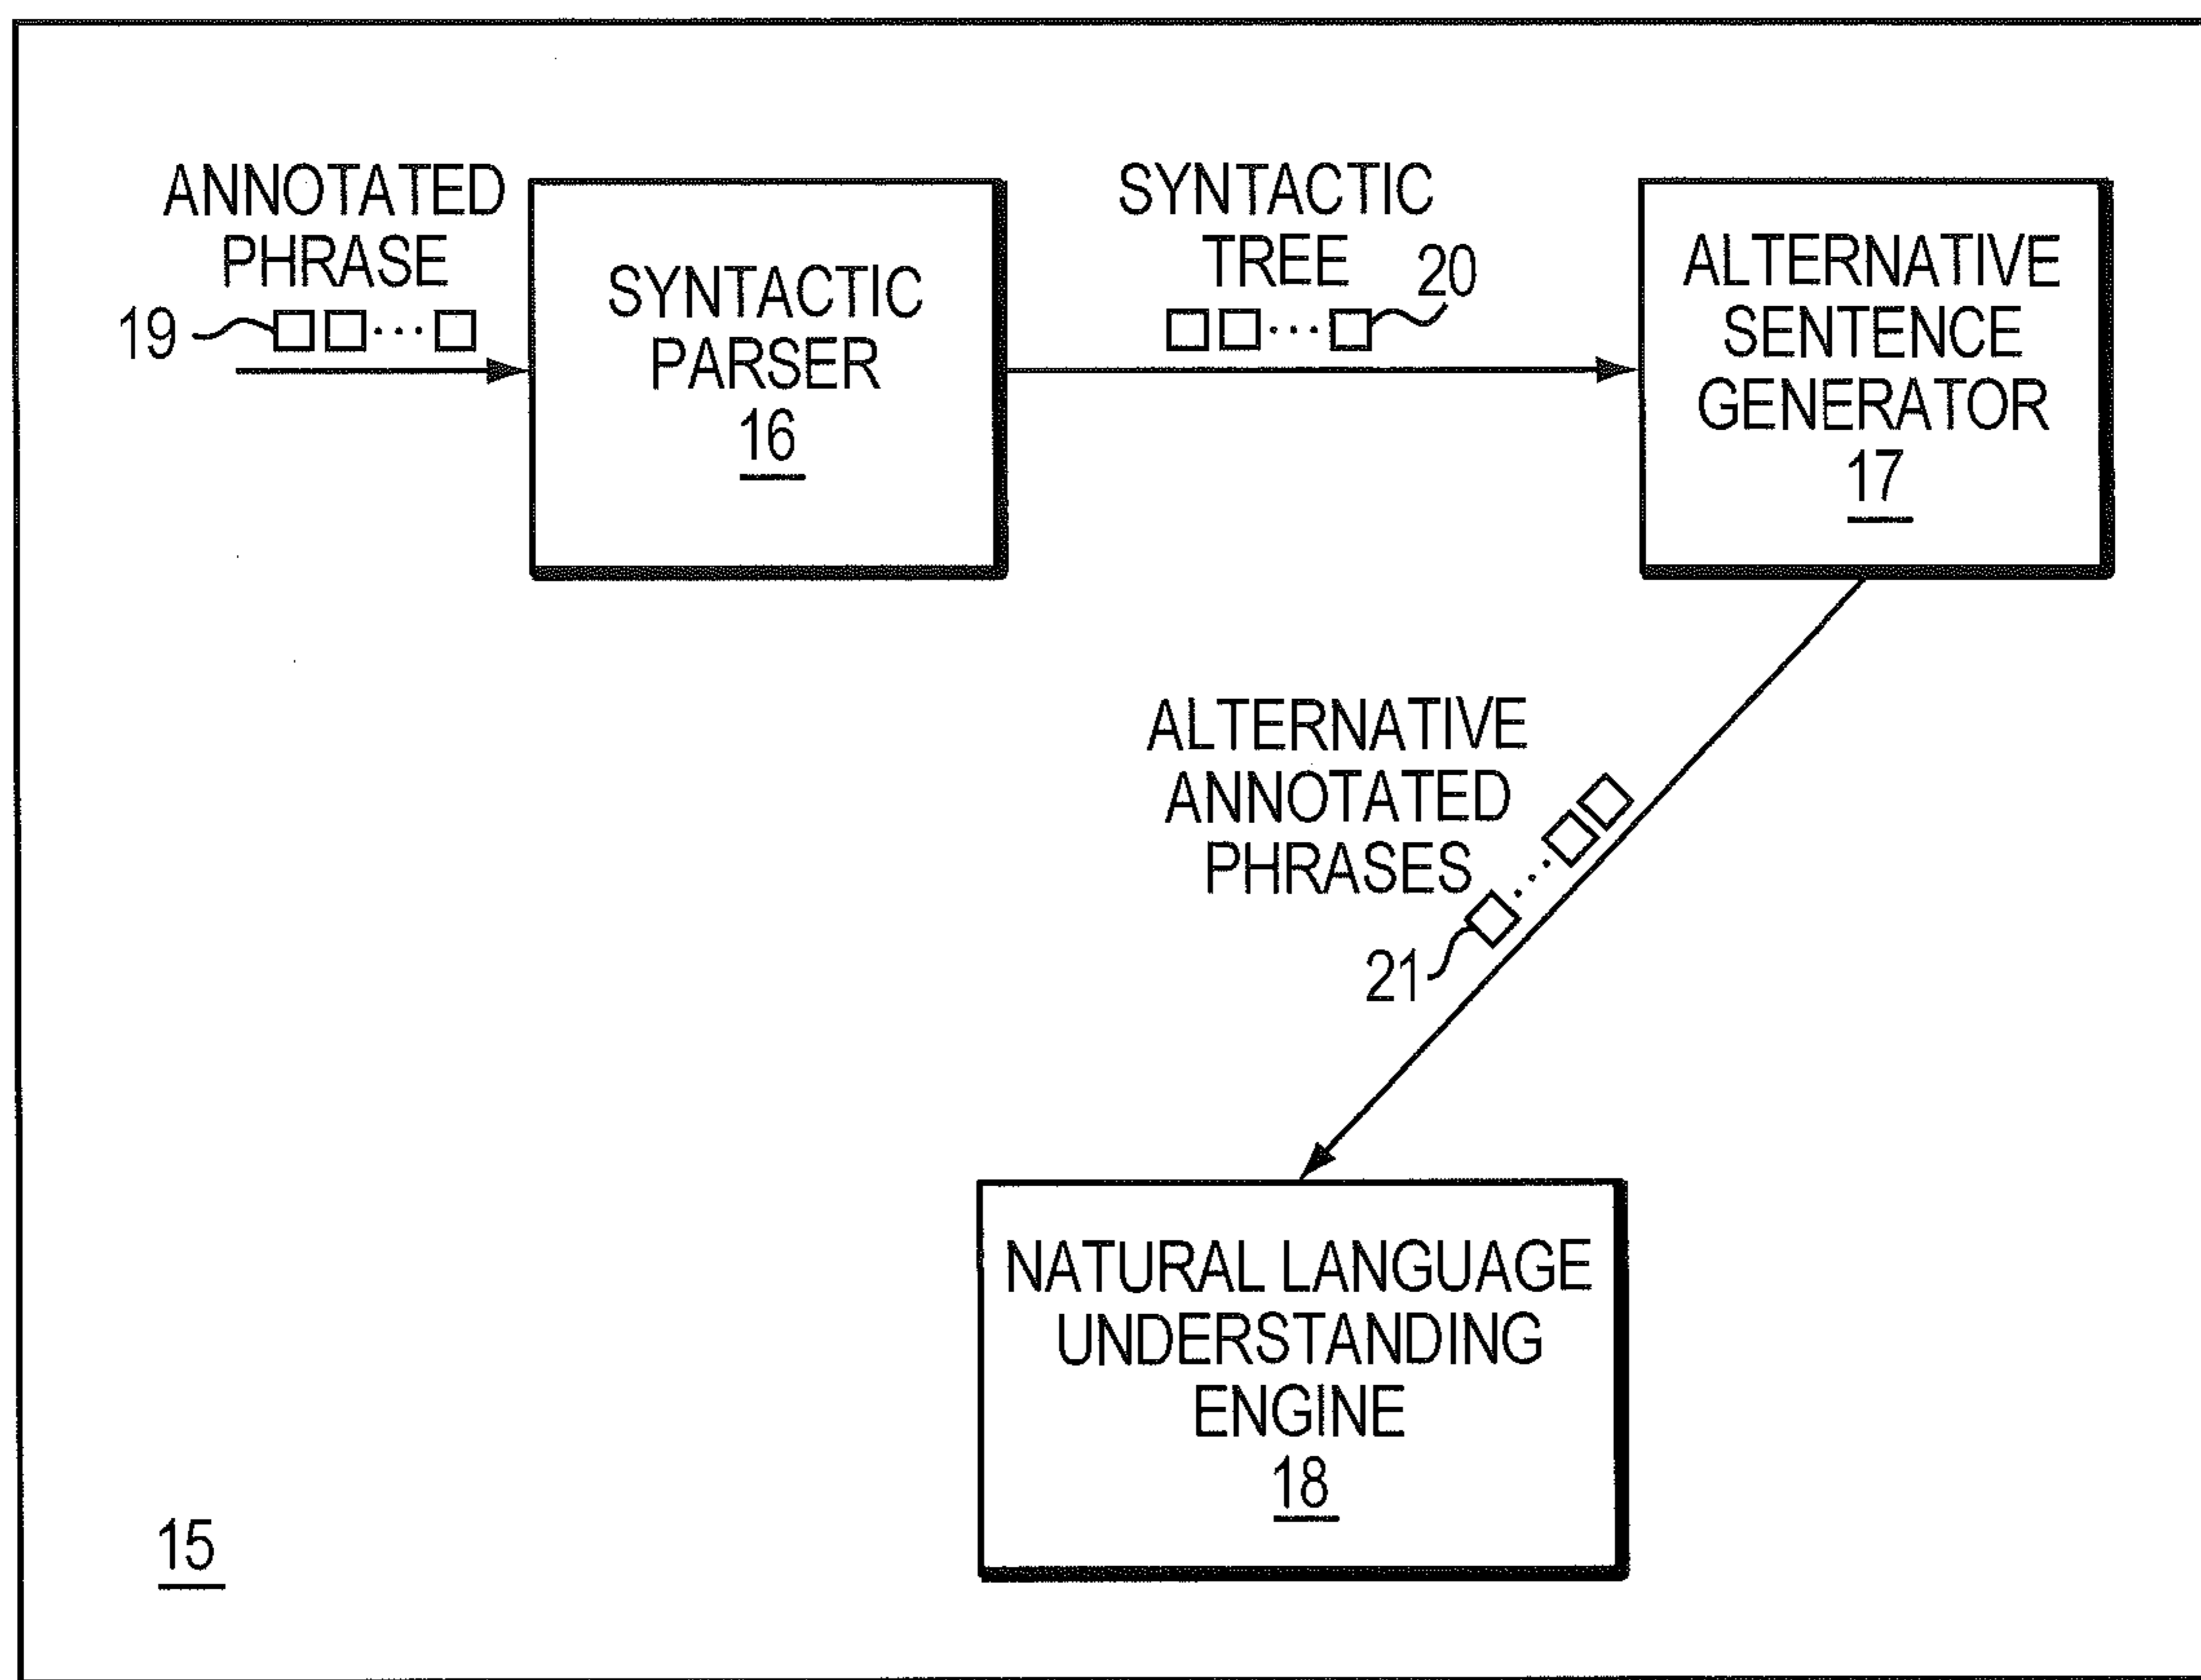 ANNOTATED
PHRASE
19
SYNTACTIC
PARSER
16
SYNTACTIC
TREE
20
ALTERNATIVE
SENTENCE
GENERATOR
17
ALTERNATIVE
ANNOTATED
PHRASES
21
NATURAL LANGUAGE
UNDERSTANDING
ENGINE
18
15